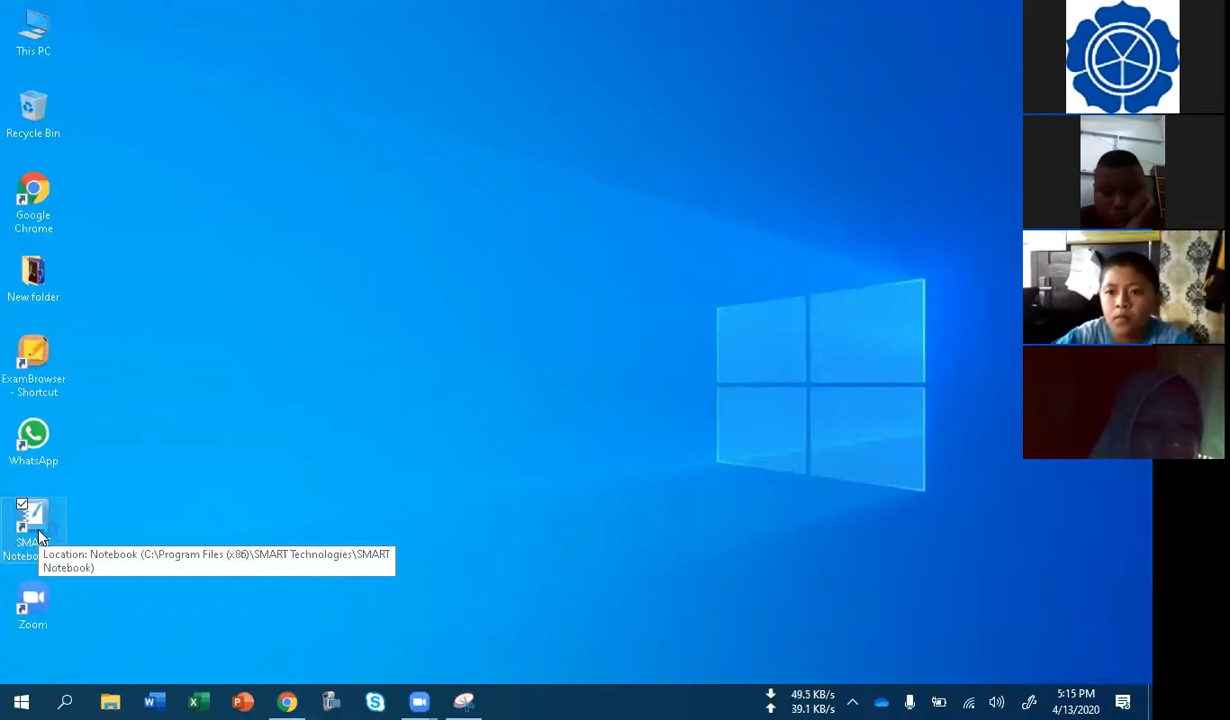 This PC
Recycle Bin
Google
Chrome
New folder
ExamBrowser
- Shortcut
WhatsApp
SMART
Location: Notebook (C:\Program Files (x86)\SMART Technologies\SMART
Notebook)
Zoom
49.5 KB/s
39.1 KB/s
5:15 PM
4/13/2020